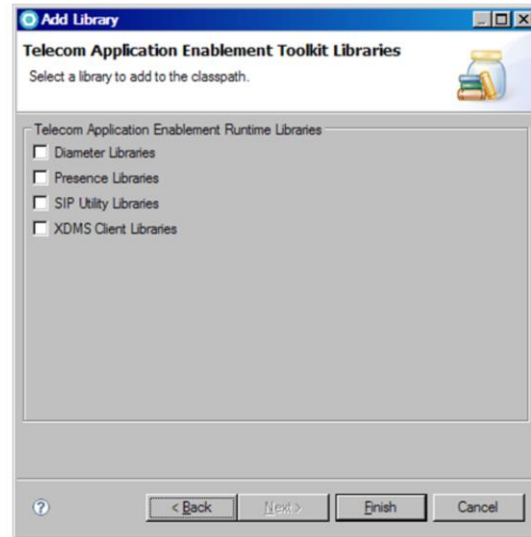 Add Library
Telecom Application Enablement Toolkit Libraries
Select a library to add to the classpath.
Telecom Application Enablement Runtime Libraries
Diameter Libraries
Presence Libraries
SIP Utility Libraries
XDMS Client Libraries
? < Back Next > Finish Cancel